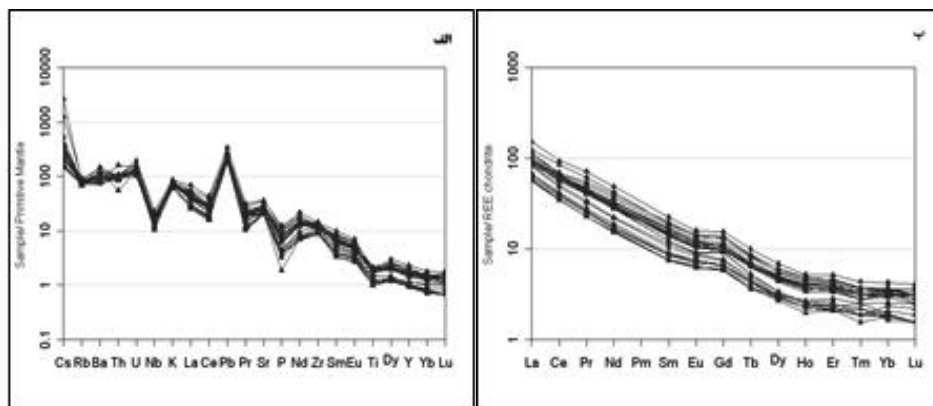 الف
Sample/ Primitive Mantle
10000
1000
100
10
1
0.1
Cs Rb Ba Th U Nb K La Ce Pb Pr Sr P Nd Zr Sm Eu Ti Dy Y Yb Lu
ب
Sample/ REE chondrite
1000
100
10
1
La Ce Pr Nd Pm Sm Eu Gd Tb Dy Ho Er Tm Yb Lu